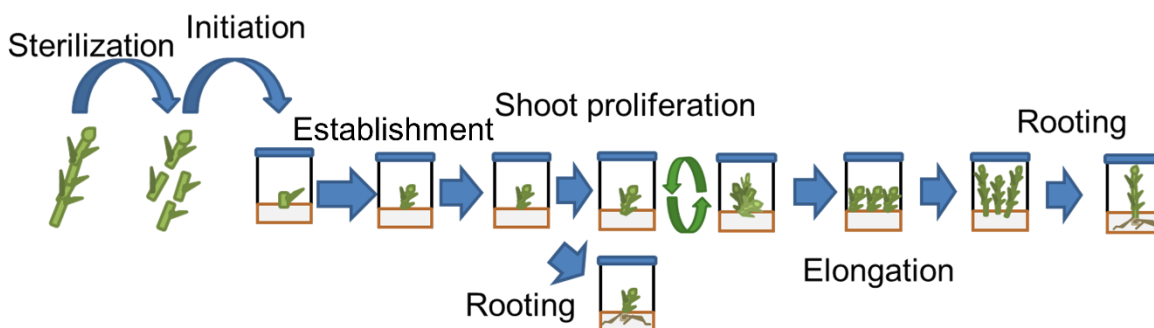 Sterilization
Initiation
Establishment
Shoot proliferation
Rooting
Rooting
Elongation